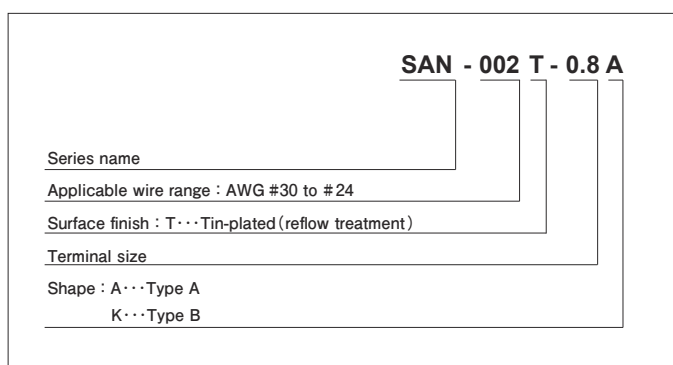 SAN - 002 T - 0.8 A
Series name
Applicable wire range : AWG #30 to #24
Surface finish : T···Tin-plated (reflow treatment)
Terminal size
Shape : A···Type A
K···Type B